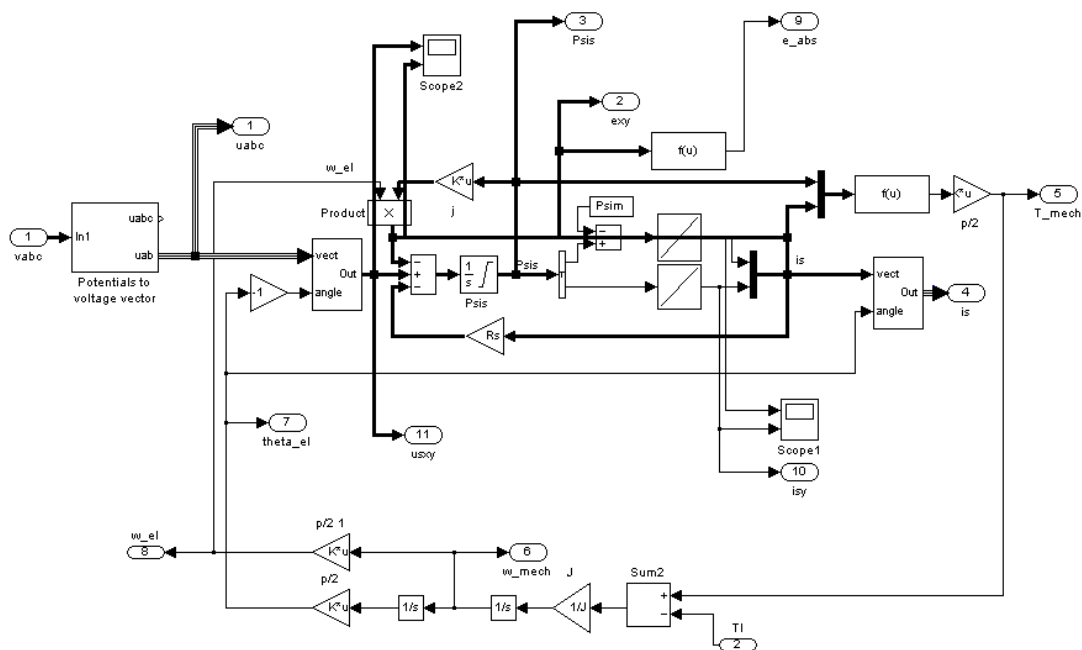 3
Psis
9
e_abs
Scope2
2
exy
1
uabc
f(u)
w_el
K*u
j
Psim
f(u)
K*u
p/2
5
T_mech
Product
×
1
vabc
In1
uabc
uab
Potentials to
voltage vector
vect
Out
angle
-1
1
s
Psis
Psis
T
is
vect
Out
angle
4
is
Rs
7
theta_el
11
usxy
Scope1
10
isy
w_el
8
p/2 1
K*u
6
w_mech
p/2
K*u
1/s
1/s
J
1/J
Sum2
Tl
2